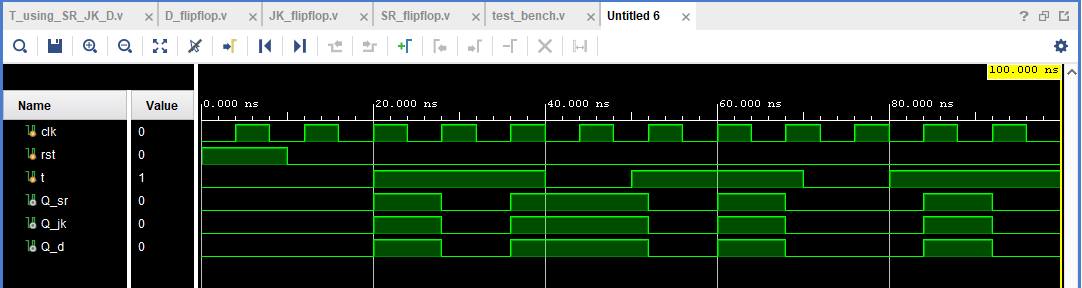 T_using_SR_JK_D.v × D_flipflop.v × JK_flipflop.v × SR_flipflop.v × test_bench.v × Untitled 6 ×
100.000 ns
Name Value 0.000 ns 20.000 ns 40.000 ns 60.000 ns 80.000 ns
clk 0
rst 0
t 1
Q_sr 0
Q_jk 0
Q_d 0